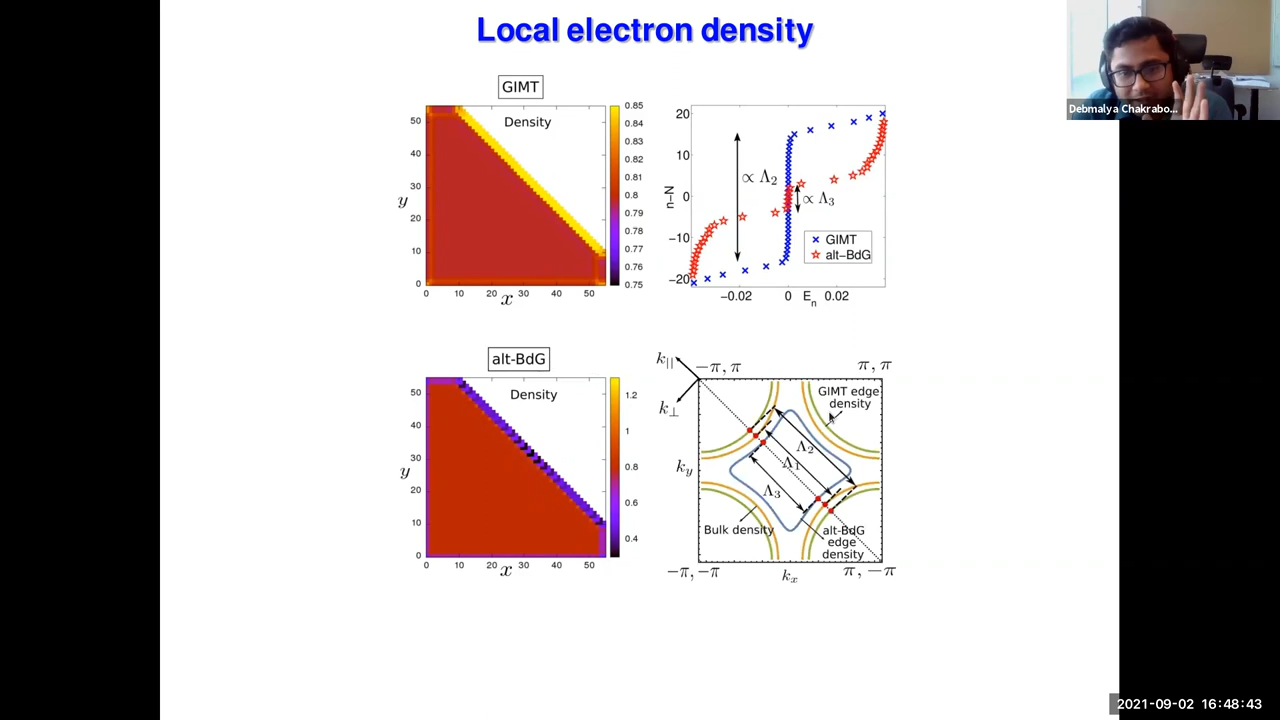 Local electron density
Debmalya Chakrabo...
GIMT
Density
50
40
30
20
10
0
y
0 10 20 30 40 50
x
0.85
0.84
0.83
0.82
0.81
0.8
0.79
0.78
0.77
0.76
0.75
20
10
0
−10
−20
n−N
∝ Λ2
∝ Λ3
× GIMT
☆ alt−BdG
−0.02 0 En 0.02
alt-BdG
Density
50
40
30
20
10
0
y
0 10 20 30 40 50
x
1.2
1
0.8
0.6
0.4
k||
k⊥
−π, π
π, π
GIMT edge
density
ky
Λ2
Λ1
Λ3
Bulk density
alt-BdG
edge
density
−π, −π
kx
π, −π
2021-09-02 16:48:43